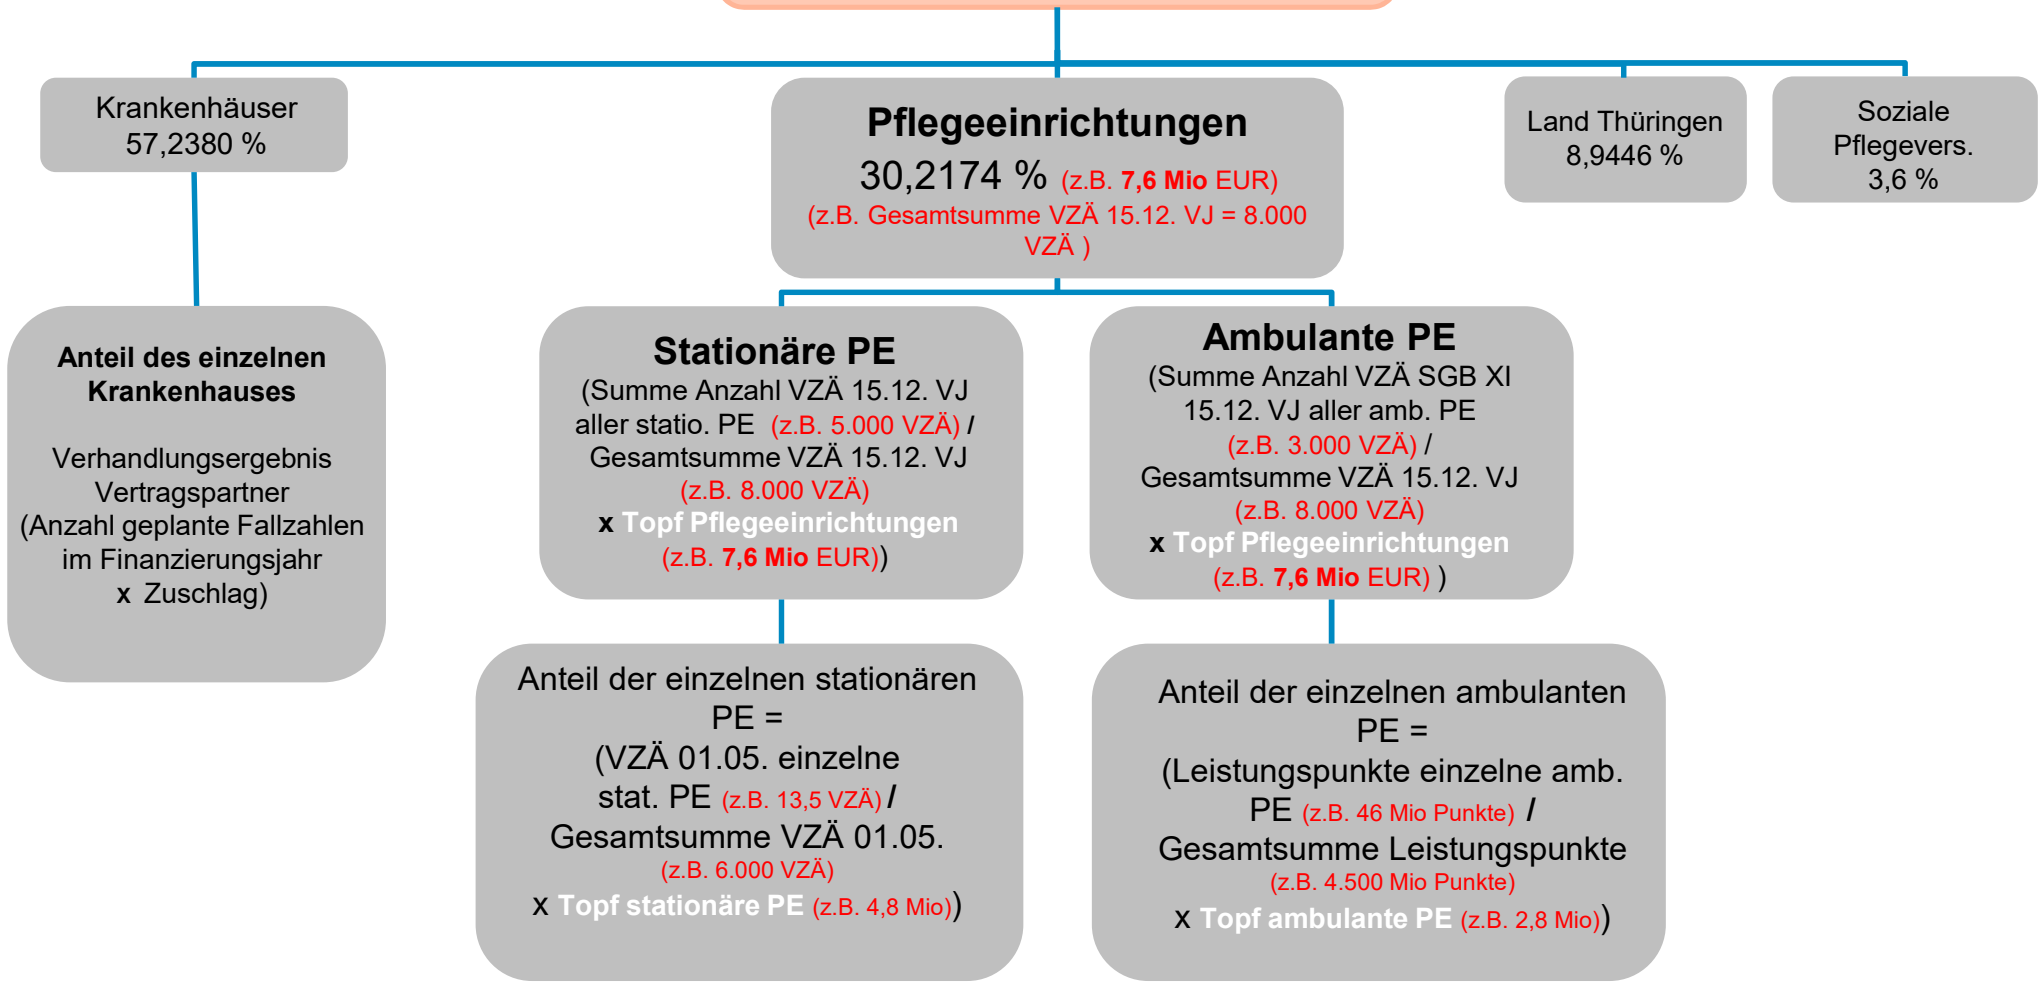 Krankenhäuser
57,2380 %
Pflegeeinrichtungen
30,2174 % (z.B. 7,6 Mio EUR)
(z.B. Gesamtsumme VZÄ 15.12. VJ = 8.000
VZÄ )
Land Thüringen
8,9446 %
Soziale
Pflegevers.
3,6 %
Anteil des einzelnen
Krankenhauses
Verhandlungsergebnis
Vertragspartner
(Anzahl geplante Fallzahlen
im Finanzierungsjahr
x Zuschlag)
Stationäre PE
(Summe Anzahl VZÄ 15.12. VJ
aller statio. PE (z.B. 5.000 VZÄ) /
Gesamtsumme VZÄ 15.12. VJ
(z.B. 8.000 VZÄ)
x Topf Pflegeeinrichtungen
(z.B. 7,6 Mio EUR))
Ambulante PE
(Summe Anzahl VZÄ SGB XI
15.12. VJ aller amb. PE
(z.B. 3.000 VZÄ) /
Gesamtsumme VZÄ 15.12. VJ
(z.B. 8.000 VZÄ)
x Topf Pflegeeinrichtungen
(z.B. 7,6 Mio EUR) )
Anteil der einzelnen stationären
PE =
(VZÄ 01.05. einzelne
stat. PE (z.B. 13,5 VZÄ) /
Gesamtsumme VZÄ 01.05.
(z.B. 6.000 VZÄ)
x Topf stationäre PE (z.B. 4,8 Mio))
Anteil der einzelnen ambulanten
PE =
(Leistungspunkte einzelne amb.
PE (z.B. 46 Mio Punkte) /
Gesamtsumme Leistungspunkte
(z.B. 4.500 Mio Punkte)
x Topf ambulante PE (z.B. 2,8 Mio))